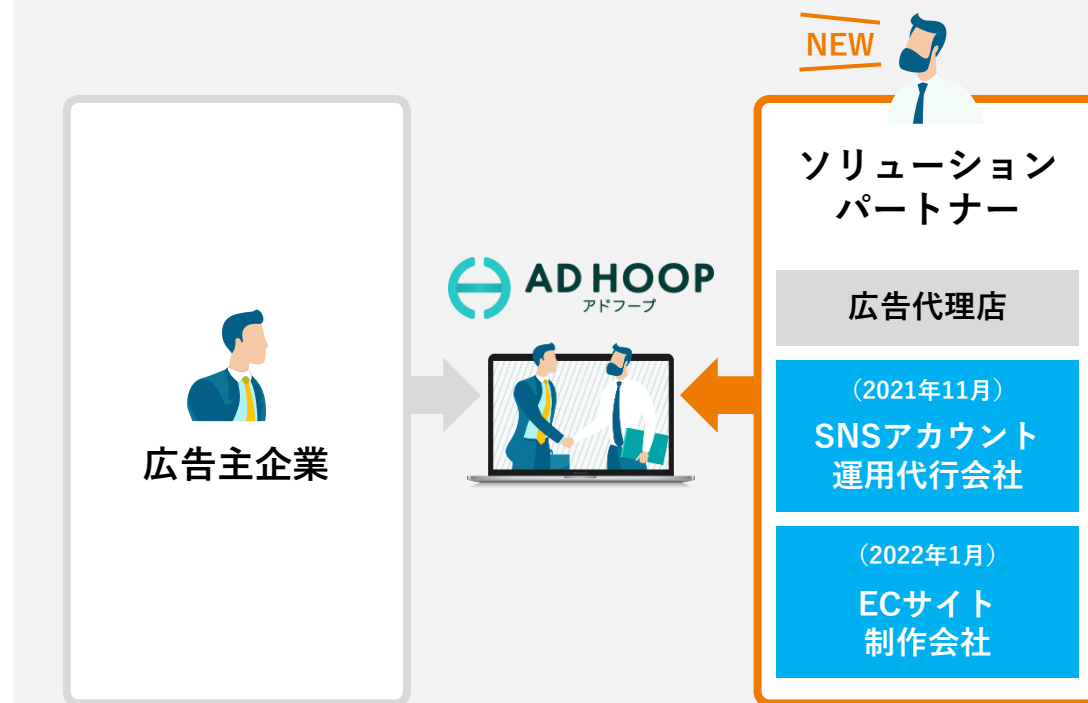 NEW
ソリューション
パートナー
AD HOOP
アドフープ
広告代理店
広告主企業
（2021年11月）
SNSアカウント
運用代行会社
（2022年1月）
ECサイト
制作会社